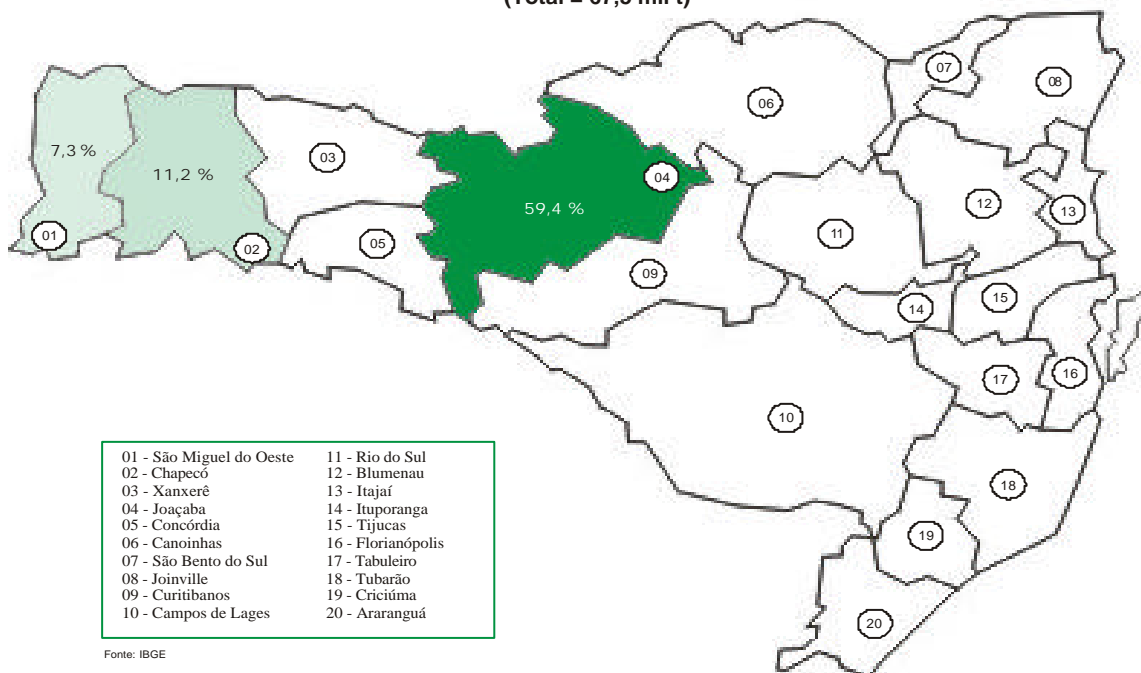 7,3 %
11,2 %
59,4 %
01
02
03
04
05
06
07
08
09
10
11
12
13
14
15
16
17
18
19
20
01 - São Miguel do Oeste
02 - Chapecó
03 - Xanxerê
04 - Joaçaba
05 - Concórdia
06 - Canoinhas
07 - São Bento do Sul
08 - Joinville
09 - Curitibanos
10 - Campos de Lages
11 - Rio do Sul
12 - Blumenau
13 - Itajaí
14 - Ituporanga
15 - Tijucas
16 - Florianópolis
17 - Tabuleiro
18 - Tubarão
19 - Criciúma
20 - Araranguá
Fonte: IBGE